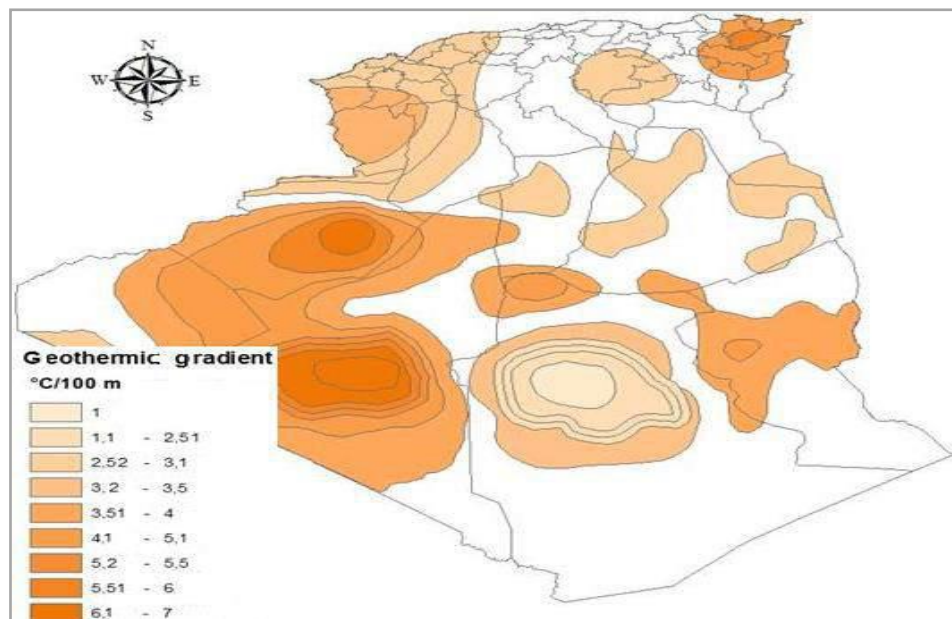 N
W E
S
Geothermic gradient
°C/100 m
1
1,1 - 2,51
2,52 - 3,1
3,2 - 3,5
3,51 - 4
4,1 - 5,1
5,2 - 5,5
5,51 - 6
6,1 - 7